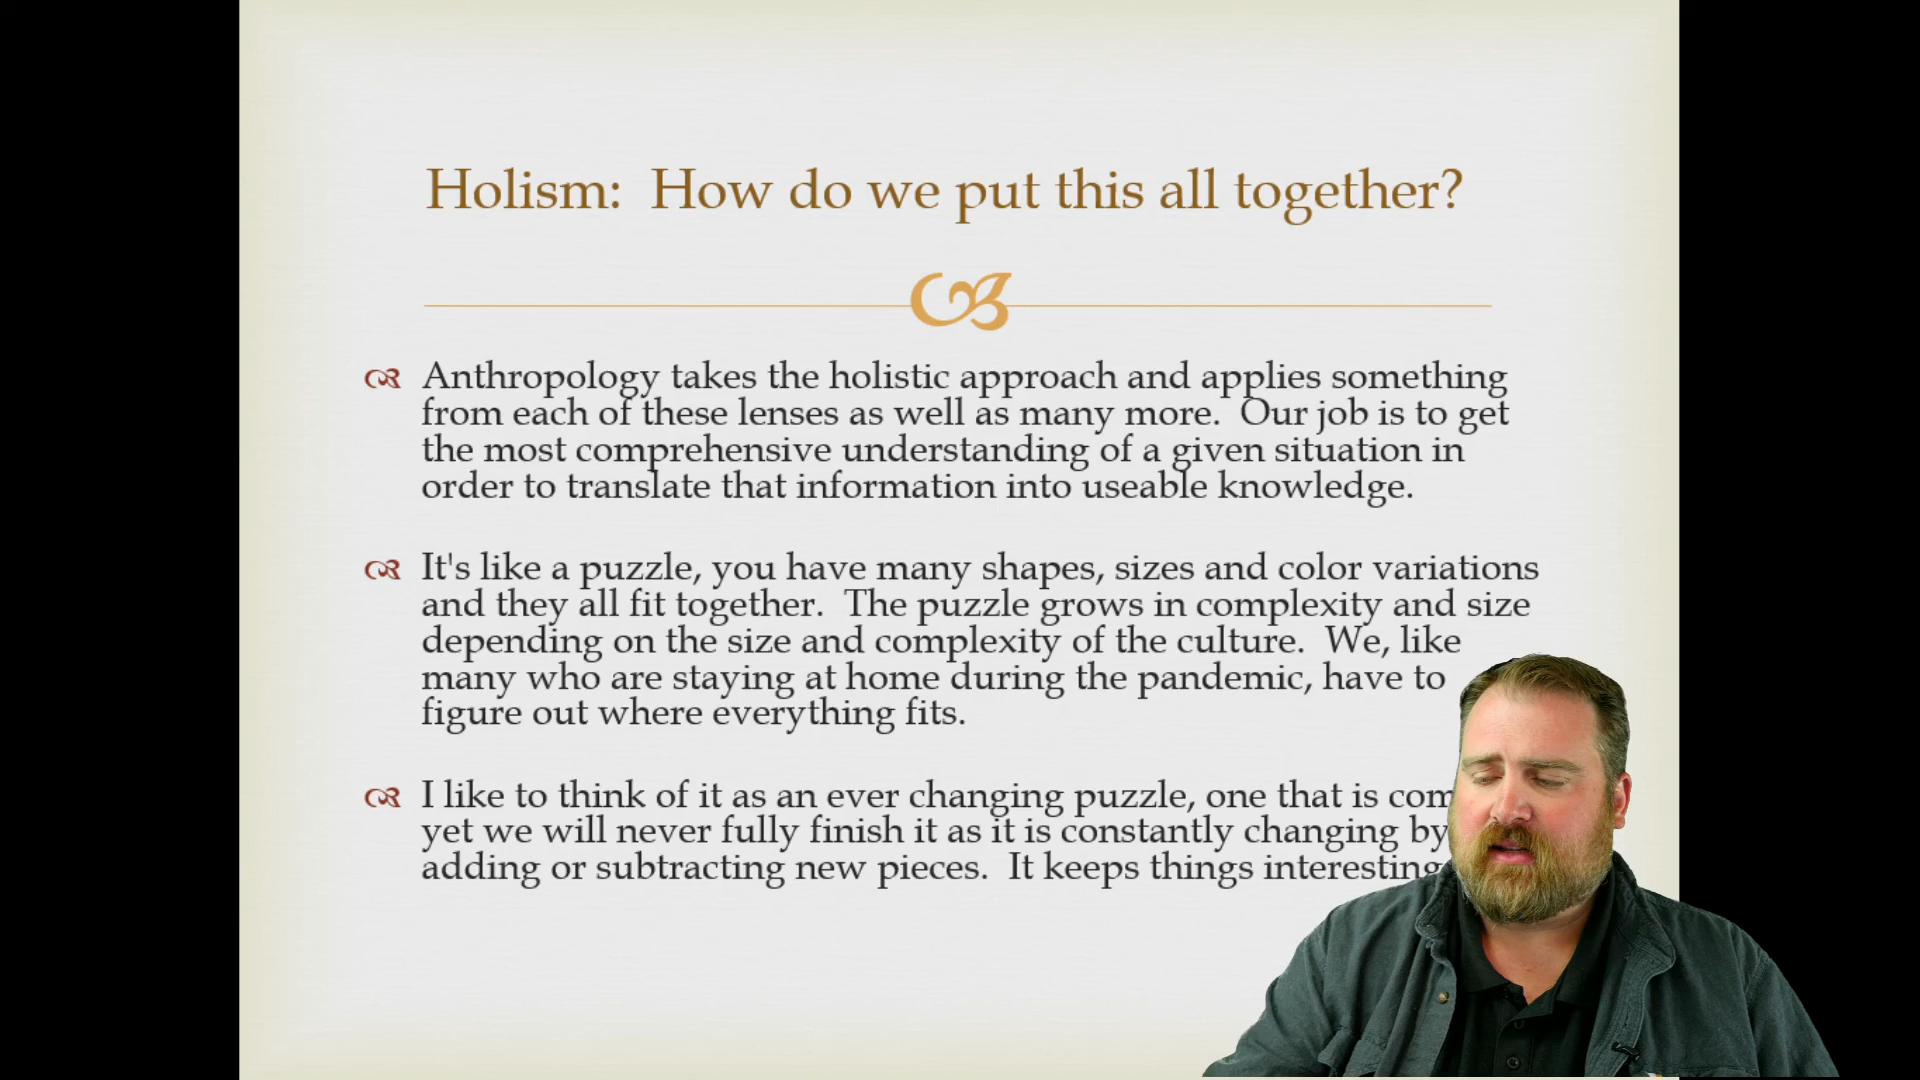 Holism:  How do we put this all together?
Anthropology takes the holistic approach and applies something
from each of these lenses as well as many more.  Our job is to get
the most comprehensive understanding of a given situation in
order to translate that information into useable knowledge.
It's like a puzzle, you have many shapes, sizes and color variations
and they all fit together.  The puzzle grows in complexity and size
depending on the size and complexity of the culture.  We, like
many who are staying at home during the pandemic, have to
figure out where everything fits.
I like to think of it as an ever changing puzzle, one that is
yet we will never fully finish it as it is constantly changing by
adding or subtracting new pieces.  It keeps things interesting